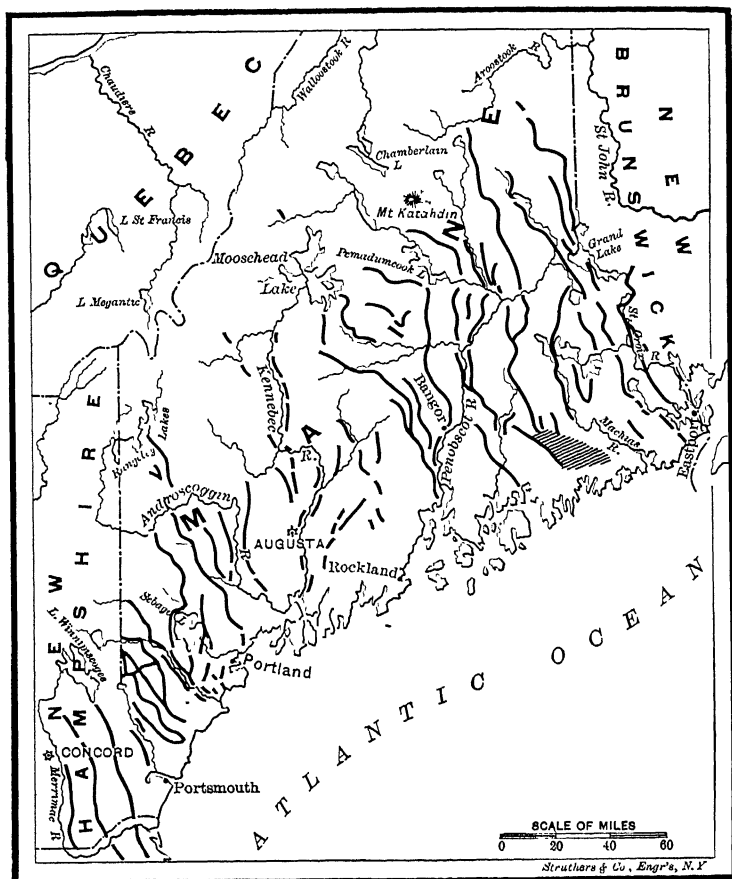 QUEBEC
MAINE
NEW BRUNSWICK
NEW HAMPSHIRE
ATLANTIC OCEAN
Chaudiere R
Walloostook R
Aroostook R
St John R.
Chamberlain L
Mt Katahdin
L St Francis
Moosehead Lake
Pemadumcook L
Grand Lake
L Megantic
St. Croix R
Kennebec R
Bangor
Penobscot R
Machias R.
Eastport
Rangeley Lakes
Androscoggin R
AUGUSTA
Rockland
Sebago
L. Winnipiseogee
Portland
CONCORD
Merrimac R
Portsmouth
SCALE OF MILES
0 20 40 60
Struthers & Co, Engr's, N.Y